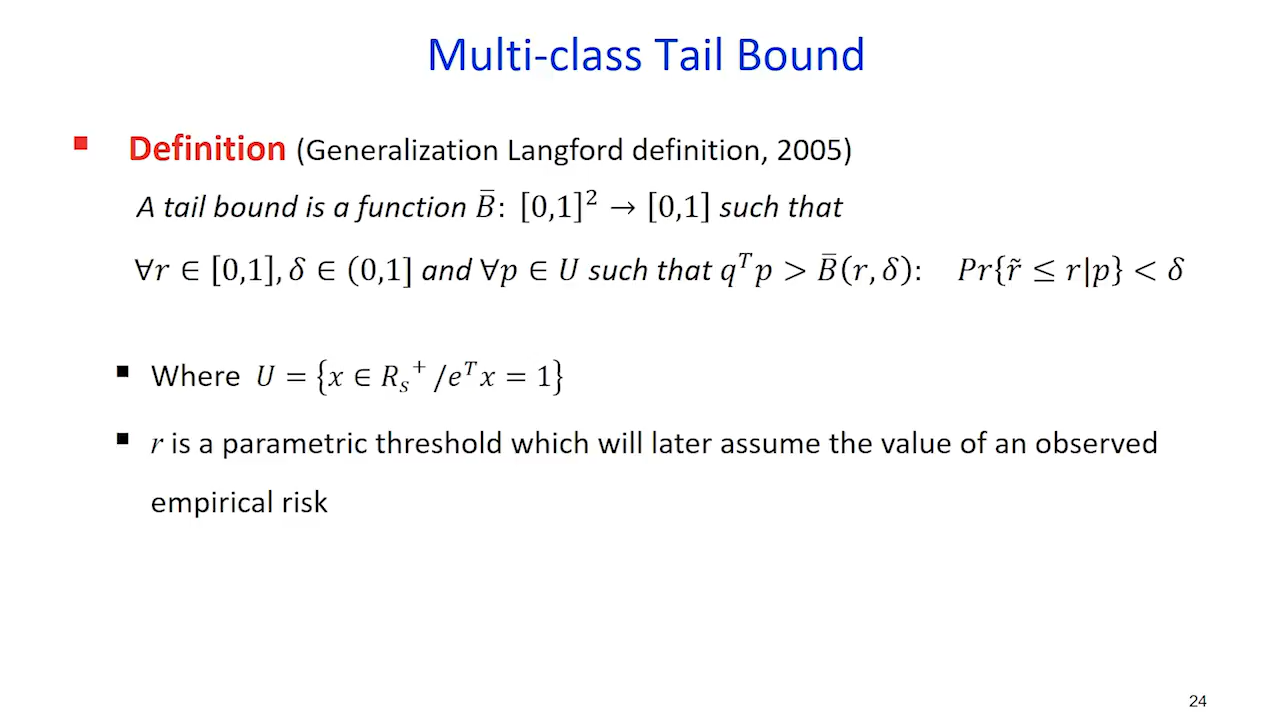 Multi-class Tail Bound
▪ Definition (Generalization Langford definition, 2005)
A tail bound is a function B̄: [0,1]² → [0,1] such that
∀r ∈ [0,1], δ ∈ (0,1] and ∀p ∈ U such that qᵀp > B̄(r, δ): Pr{r̃ ≤ r|p} < δ
▪ Where U = {x ∈ Rₛ⁺ /eᵀx = 1}
▪ r is a parametric threshold which will later assume the value of an observed
empirical risk
24